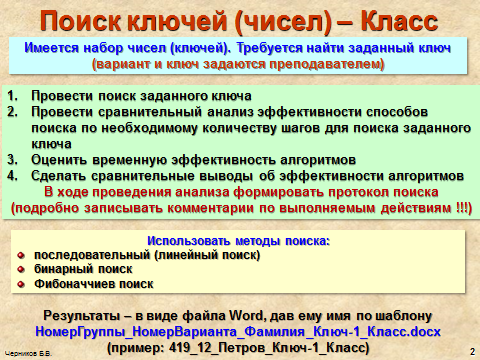 Поиск ключей (чисел) – Класс
Имеется набор чисел (ключей). Требуется найти заданный ключ
(вариант и ключ задаются преподавателем)
1. Провести поиск заданного ключа
2. Провести сравнительный анализ эффективности способов
поиска по необходимому количеству шагов для поиска заданного
ключа
3. Оценить временную эффективность алгоритмов
4. Сделать сравнительные выводы об эффективности алгоритмов
В ходе проведения анализа формировать протокол поиска
(подробно записывать комментарии по выполняемым действиям !!!)
Использовать методы поиска:
последовательный (линейный поиск)
бинарный поиск
Фибоначчиев поиск
Результаты – в виде файла Word, дав ему имя по шаблону
НомерГруппы_НомерВарианта_Фамилия_Ключ-1_Класс.docx
(пример: 419_12_Петров_Ключ-1_Класс)
Черников Б.В.
2